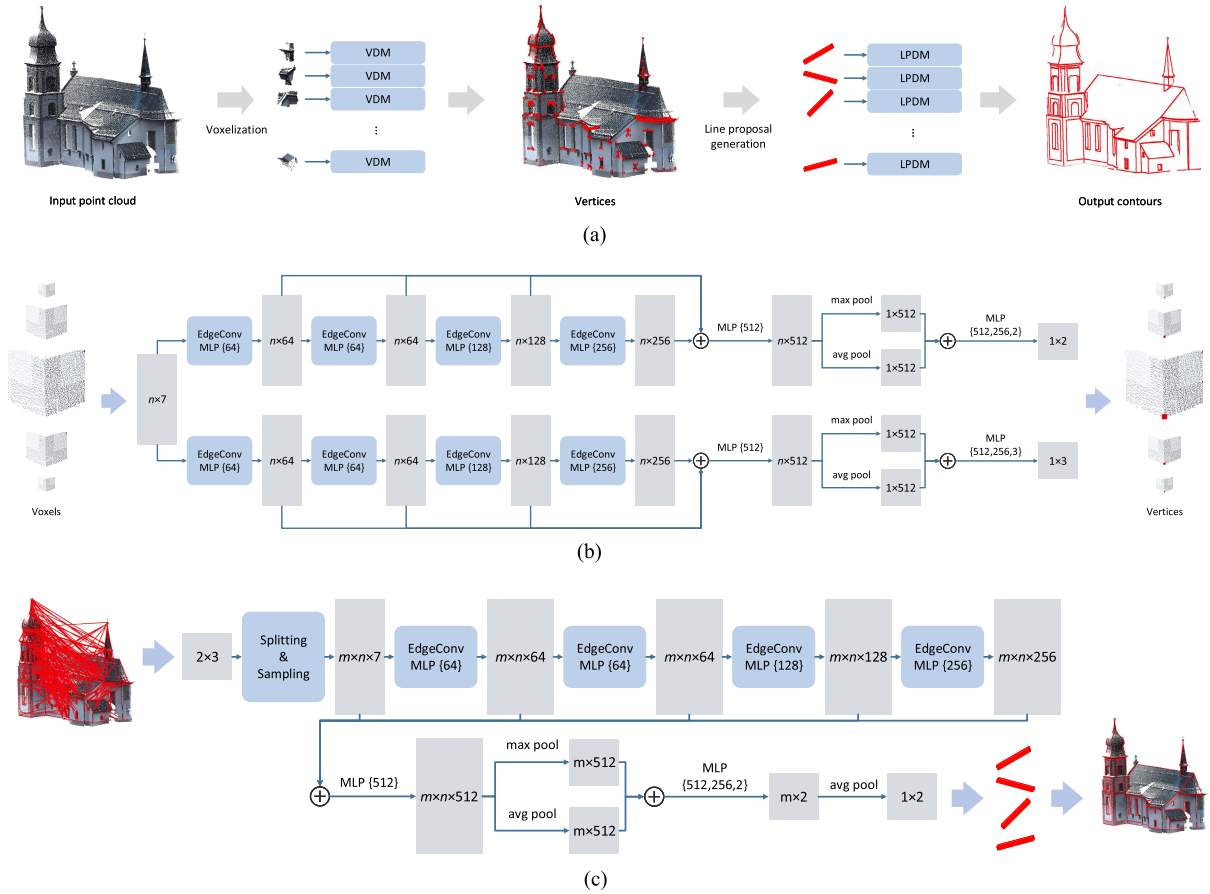 VDM
VDM
VDM
⋮
VDM
Voxelization
LPDM
LPDM
LPDM
⋮
LPDM
Line proposal
generation
Input point cloud
Vertices
Output contours
(a)
n×7
EdgeConv
MLP {64}
n×64
EdgeConv
MLP {64}
n×64
EdgeConv
MLP {128}
n×128
EdgeConv
MLP {256}
n×256
MLP {512}
n×512
max pool
1×512
avg pool
1×512
MLP
{512,256,2}
1×2
EdgeConv
MLP {64}
n×64
EdgeConv
MLP {64}
n×64
EdgeConv
MLP {128}
n×128
EdgeConv
MLP {256}
n×256
MLP {512}
n×512
max pool
1×512
avg pool
1×512
MLP
{512,256,3}
1×3
Voxels
Vertices
(b)
2×3
Splitting
&
Sampling
m×n×7
EdgeConv
MLP {64}
m×n×64
EdgeConv
MLP {64}
m×n×64
EdgeConv
MLP {128}
m×n×128
EdgeConv
MLP {256}
m×n×256
MLP {512}
m×n×512
max pool
m×512
avg pool
m×512
MLP
{512,256,2}
m×2
avg pool
1×2
(c)